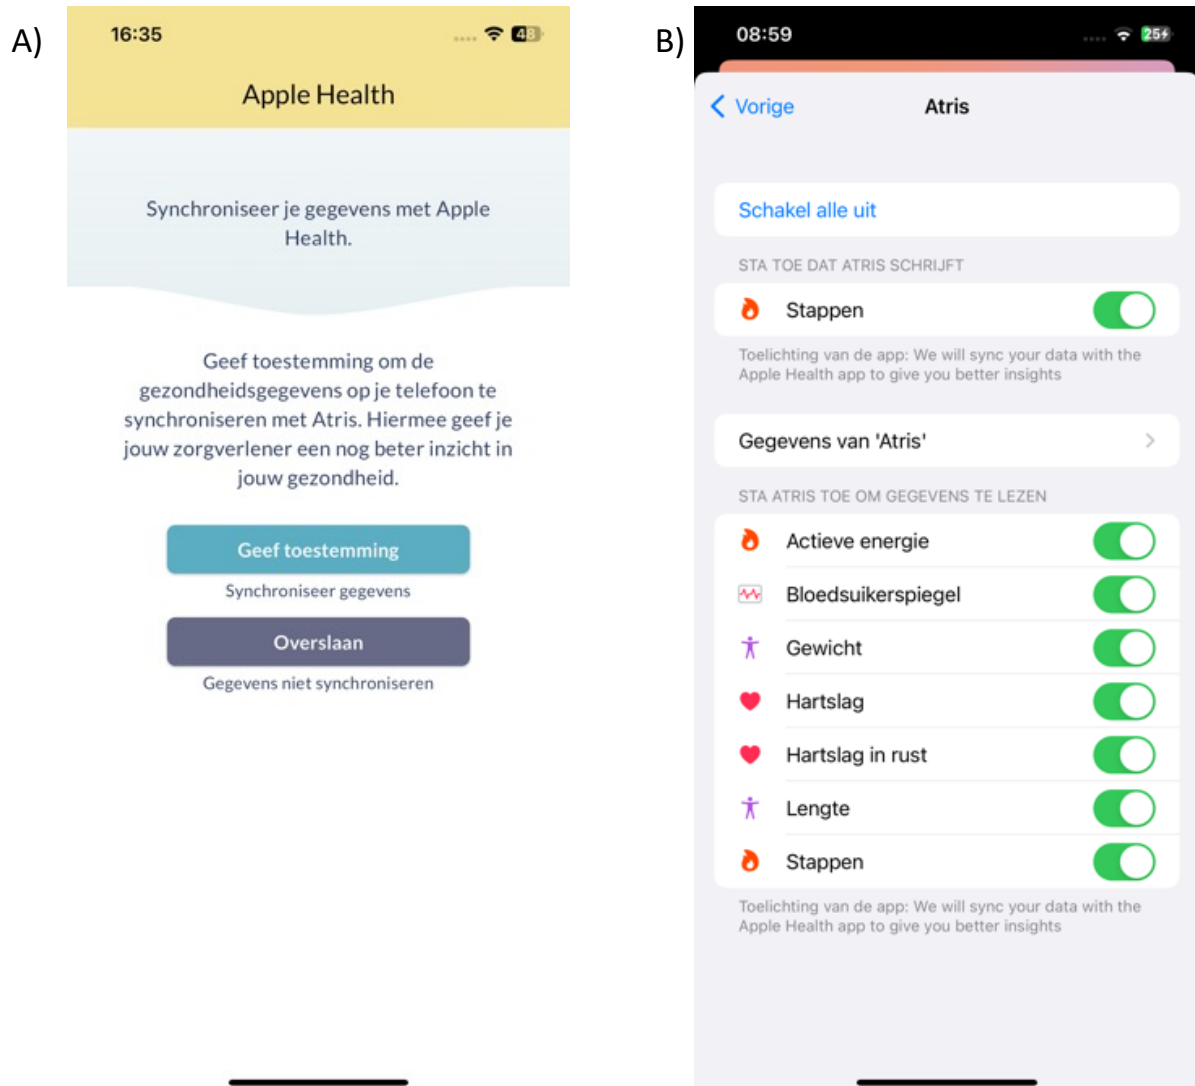 A)
16:35
48
Apple Health
Synchroniseer je gegevens met Apple
Health.
Geef toestemming om de
gezondheidsgegevens op je telefoon te
synchroniseren met Atris. Hiermee geef je
jouw zorgverlener een nog beter inzicht in
jouw gezondheid.
Geef toestemming
Synchroniseer gegevens
Overslaan
Gegevens niet synchroniseren
B)
08:59
25
Vorige
Atris
Schakel alle uit
STA TOE DAT ATRIS SCHRIJFT
Stappen
Toelichting van de app: We will sync your data with the
Apple Health app to give you better insights
Gegevens van 'Atris'
STA ATRIS TOE OM GEGEVENS TE LEZEN
Actieve energie
Bloedsuikerspiegel
Gewicht
Hartslag
Hartslag in rust
Lengte
Stappen
Toelichting van de app: We will sync your data with the
Apple Health app to give you better insights